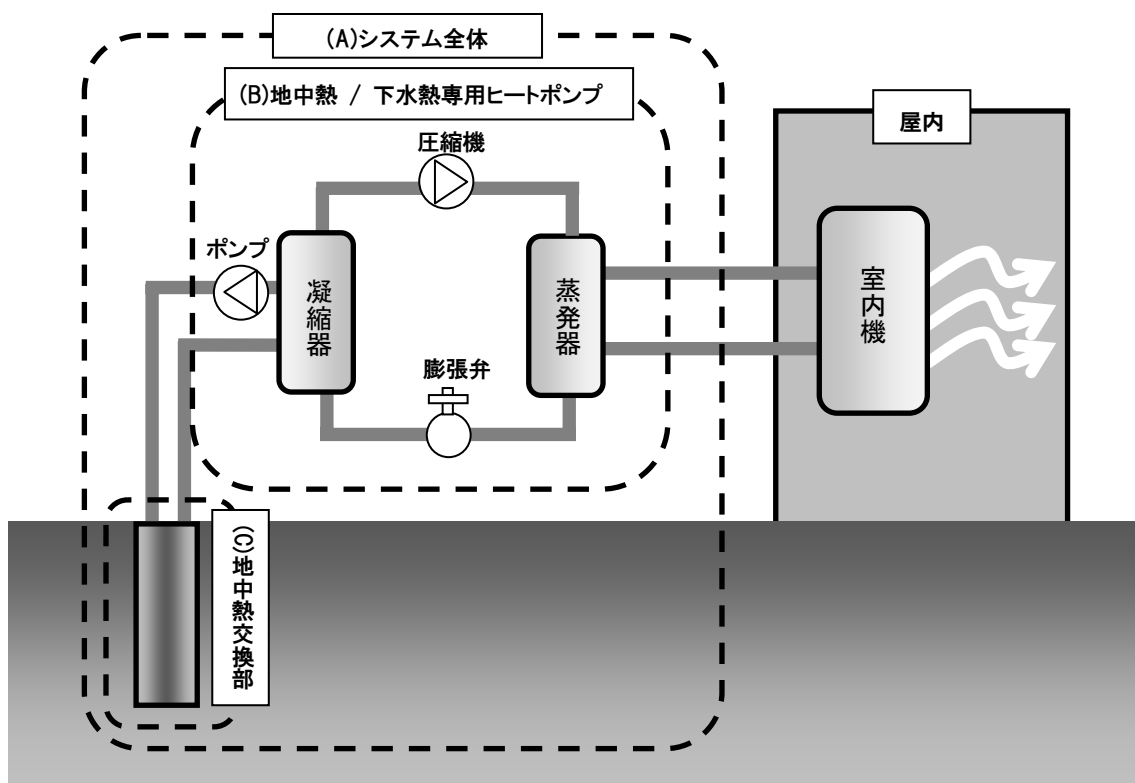 (A)システム全体
(B)地中熱 / 下水熱専用ヒートポンプ
屋内
圧縮機
ポンプ
凝縮器
蒸発器
室内機
膨張弁
(C)地中熱交換部